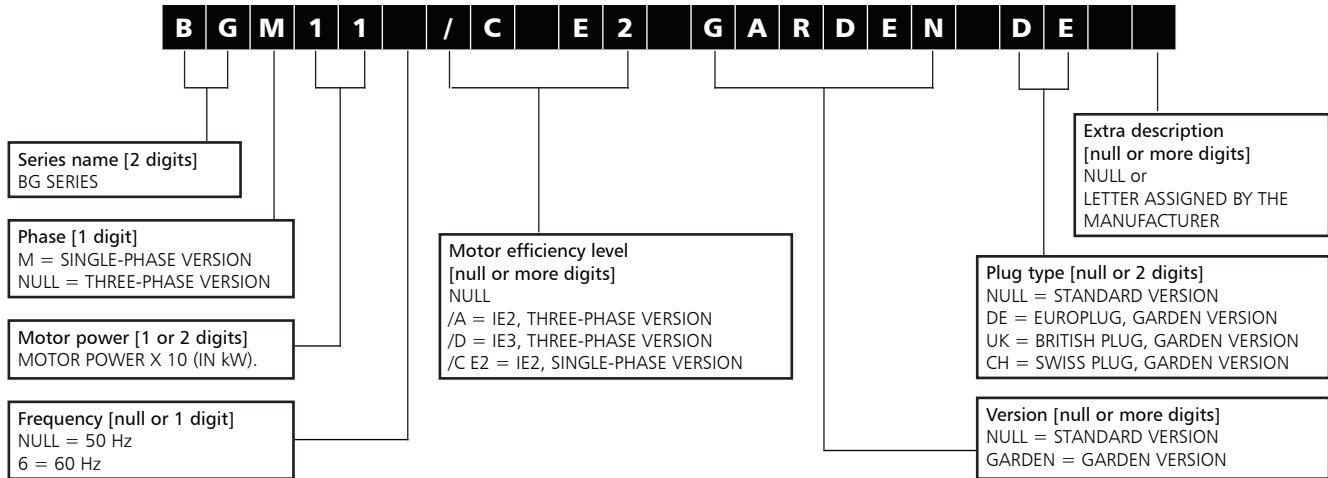 BGM11 /C E2 GARDEN DE
Series name [2 digits]
BG SERIES
Phase [1 digit]
M = SINGLE-PHASE VERSION
NULL = THREE-PHASE VERSION
Motor power [1 or 2 digits]
MOTOR POWER X 10 (IN kW).
Frequency [null or 1 digit]
NULL = 50 Hz
6 = 60 Hz
Motor efficiency level
[null or more digits]
NULL
/A = IE2, THREE-PHASE VERSION
/D = IE3, THREE-PHASE VERSION
/C E2 = IE2, SINGLE-PHASE VERSION
Extra description
[null or more digits]
NULL or
LETTER ASSIGNED BY THE
MANUFACTURER
Plug type [null or 2 digits]
NULL = STANDARD VERSION
DE = EUROPLUG, GARDEN VERSION
UK = BRITISH PLUG, GARDEN VERSION
CH = SWISS PLUG, GARDEN VERSION
Version [null or more digits]
NULL = STANDARD VERSION
GARDEN = GARDEN VERSION